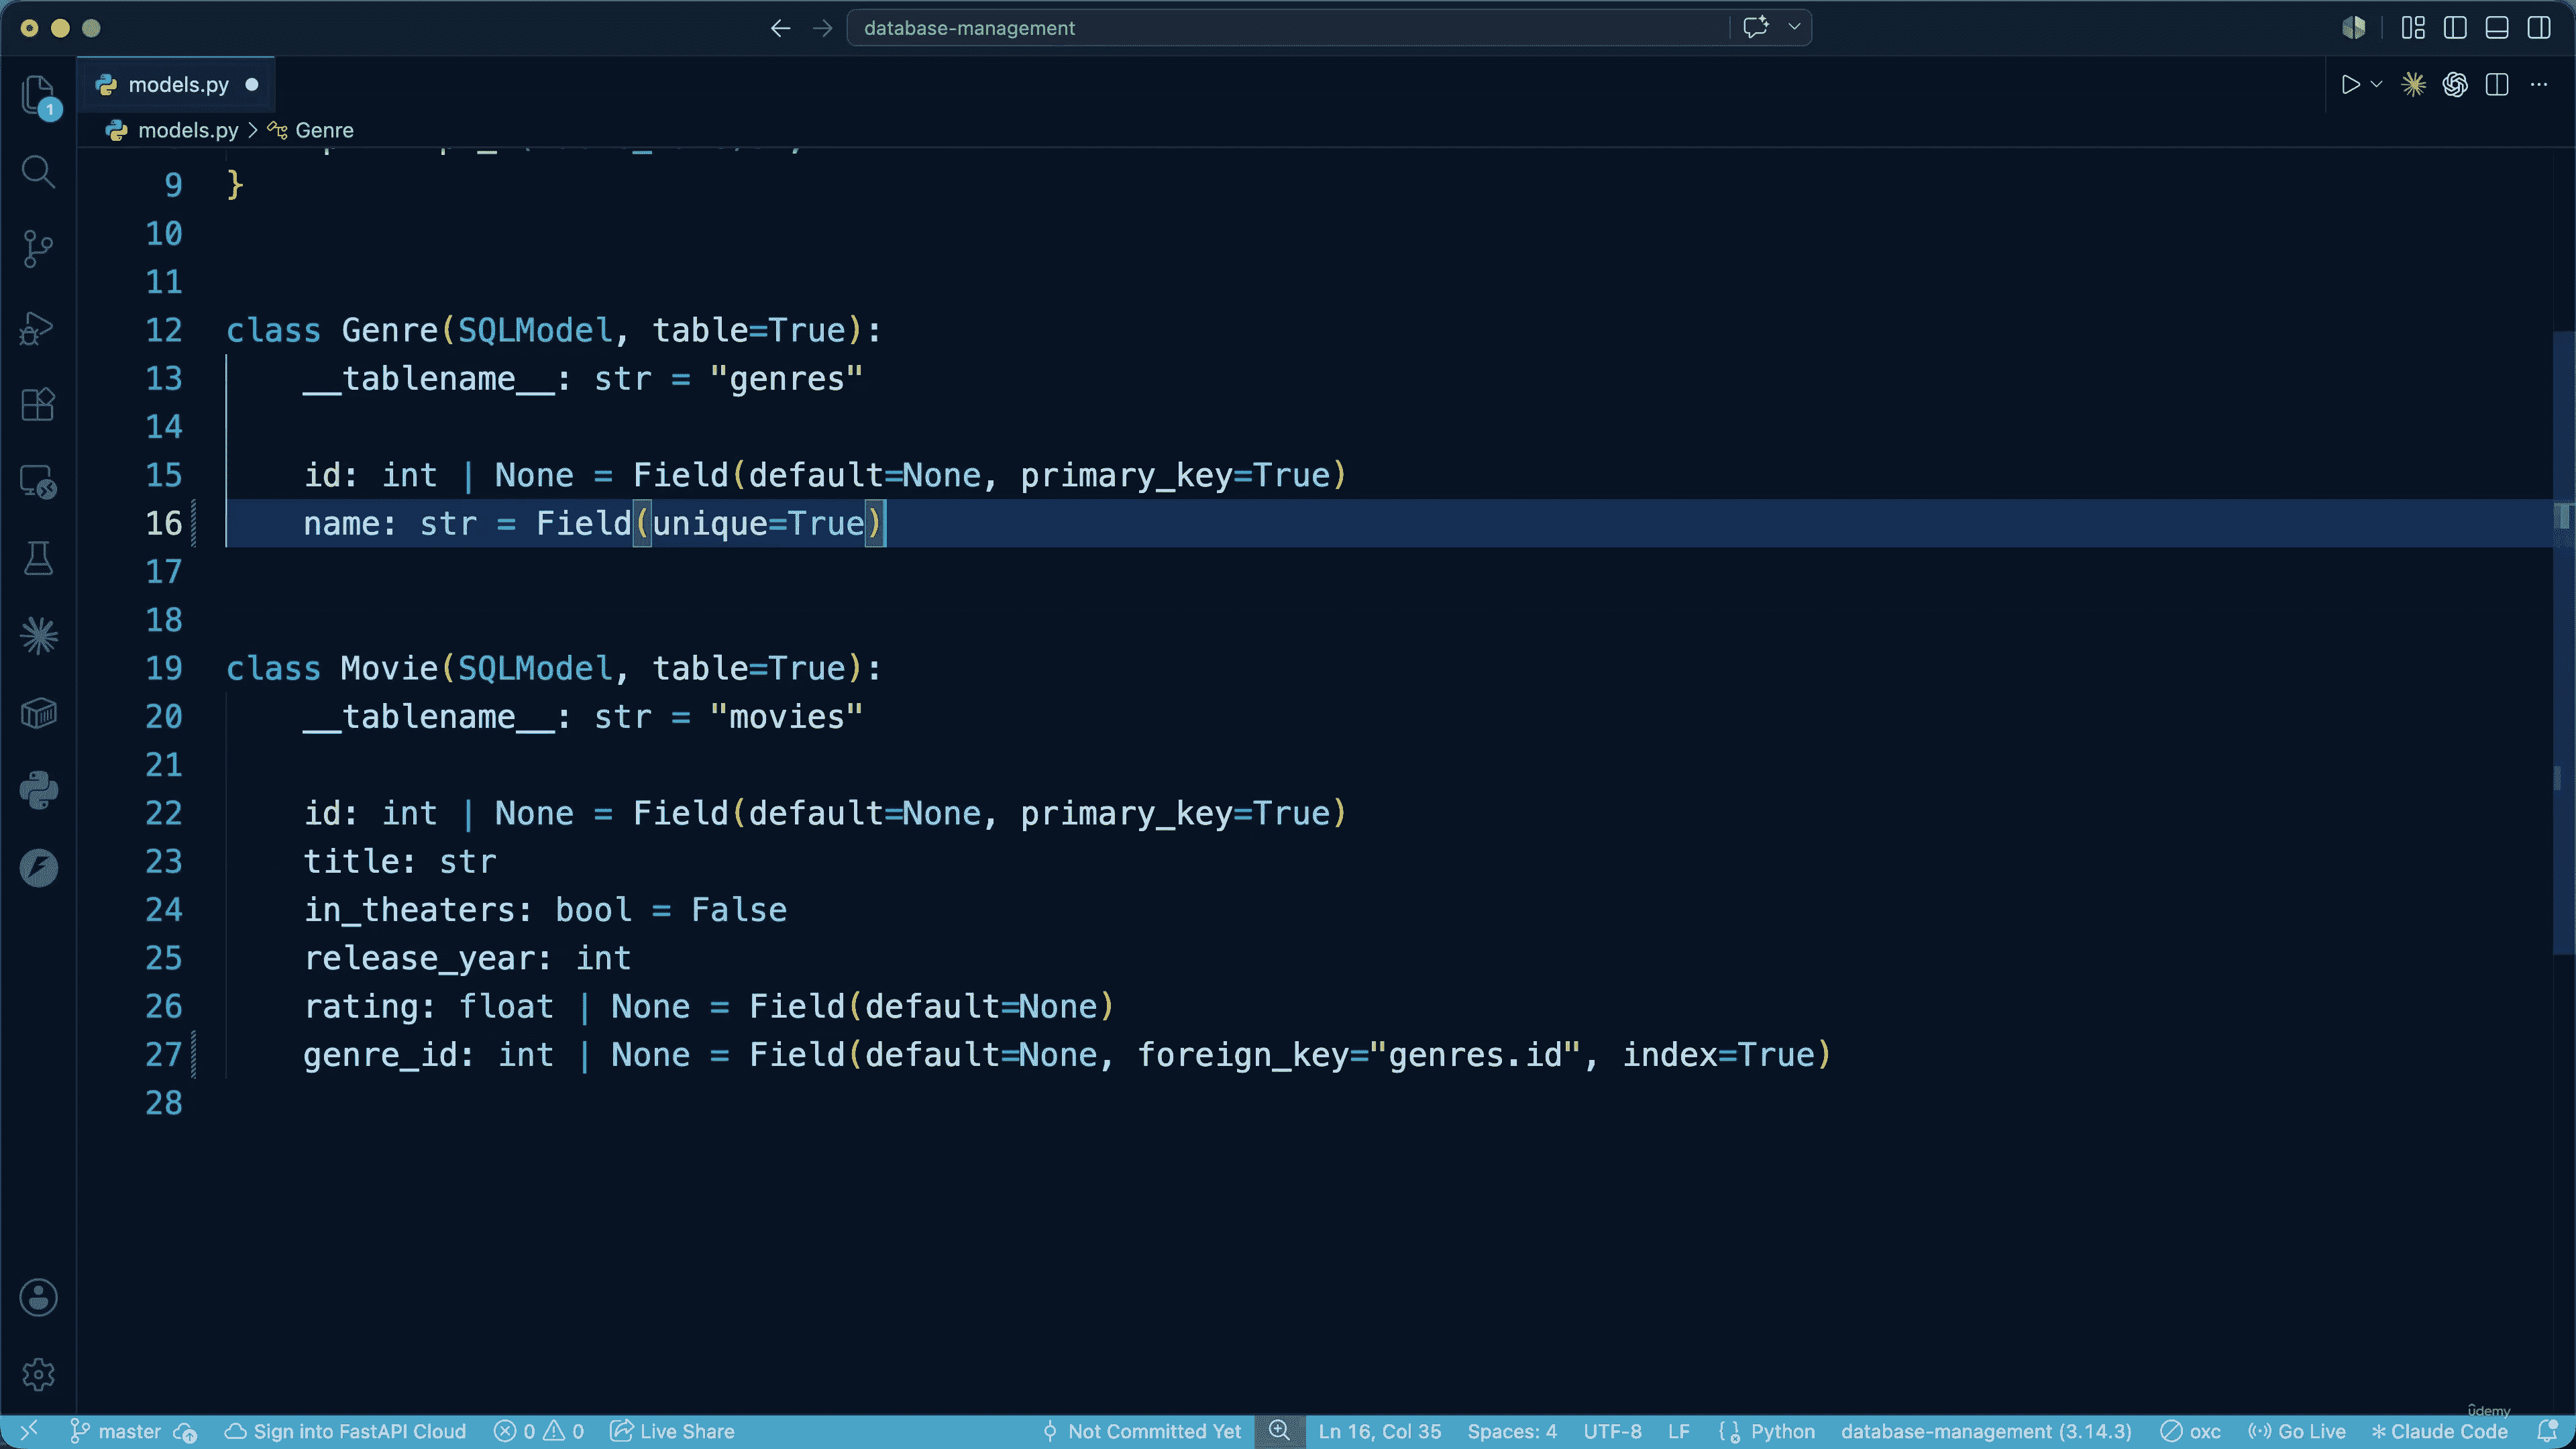 database-management
models.py
1
models.py > Genre
9 }
10
11
12 class Genre(SQLModel, table=True):
13     __tablename__: str = "genres"
14
15     id: int | None = Field(default=None, primary_key=True)
16     name: str = Field(unique=True)
17
18
19 class Movie(SQLModel, table=True):
20     __tablename__: str = "movies"
21
22     id: int | None = Field(default=None, primary_key=True)
23     title: str
24     in_theaters: bool = False
25     release_year: int
26     rating: float | None = Field(default=None)
27     genre_id: int | None = Field(default=None, foreign_key="genres.id", index=True)
28
udemy
master Sign into FastAPI Cloud 0 0 Live Share Not Committed Yet Ln 16, Col 35 Spaces: 4 UTF-8 LF { } Python database-management (3.14.3) oxc Go Live Claude Code